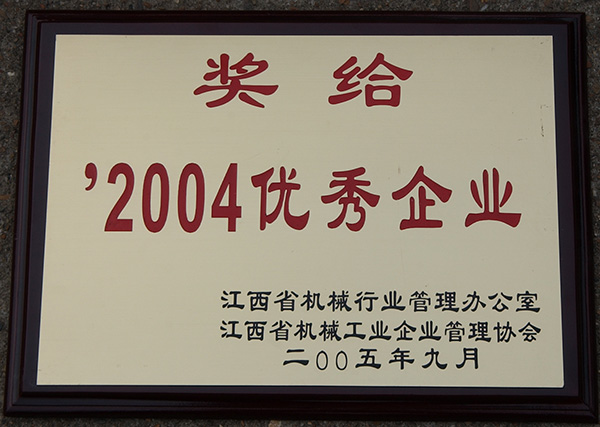 奖给
’2004优秀企业
江西省机械行业管理办公室
江西省机械工业企业管理协会
二〇〇五年九月